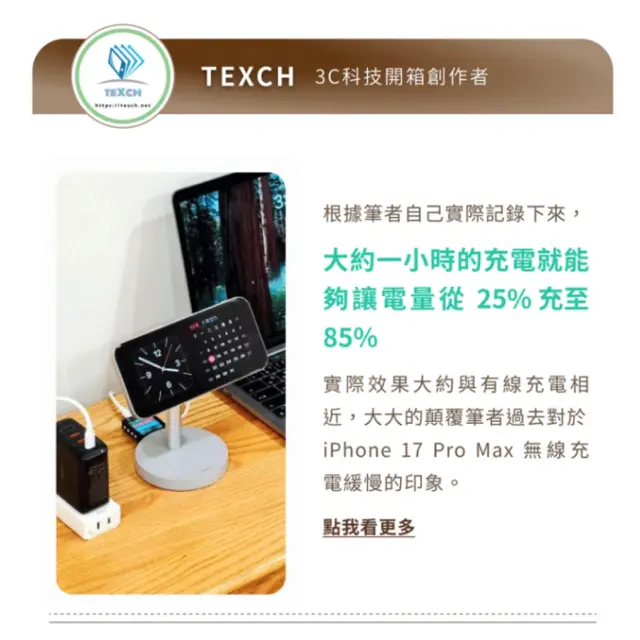 TEXCH
https://texch.net
TEXCH 3C科技開箱創作者
根據筆者自己實際記錄下來，
大約一小時的充電就能
夠讓電量從 25% 充至
85%
實際效果大約與有線充電相
近，大大的顛覆筆者過去對於
iPhone 17 Pro Max 無線充
電緩慢的印象。
點我看更多